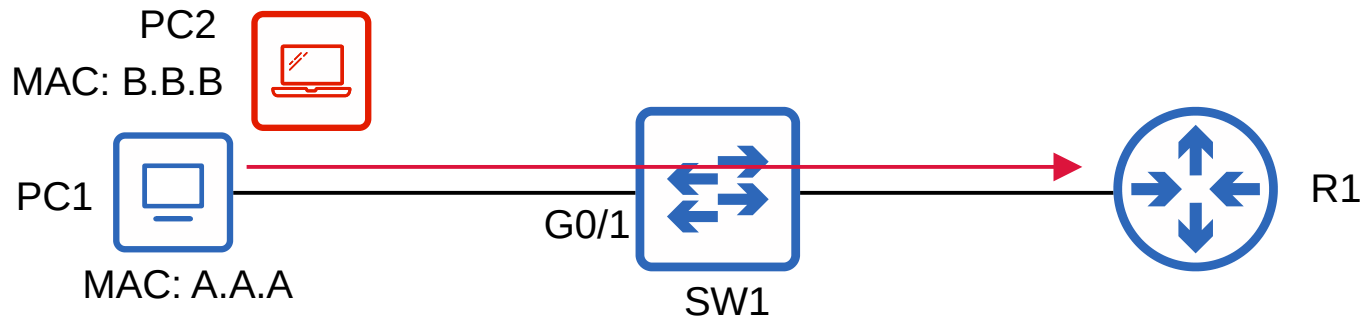 PC2
MAC: B.B.B
PC1
MAC: A.A.A
G0/1
SW1
R1